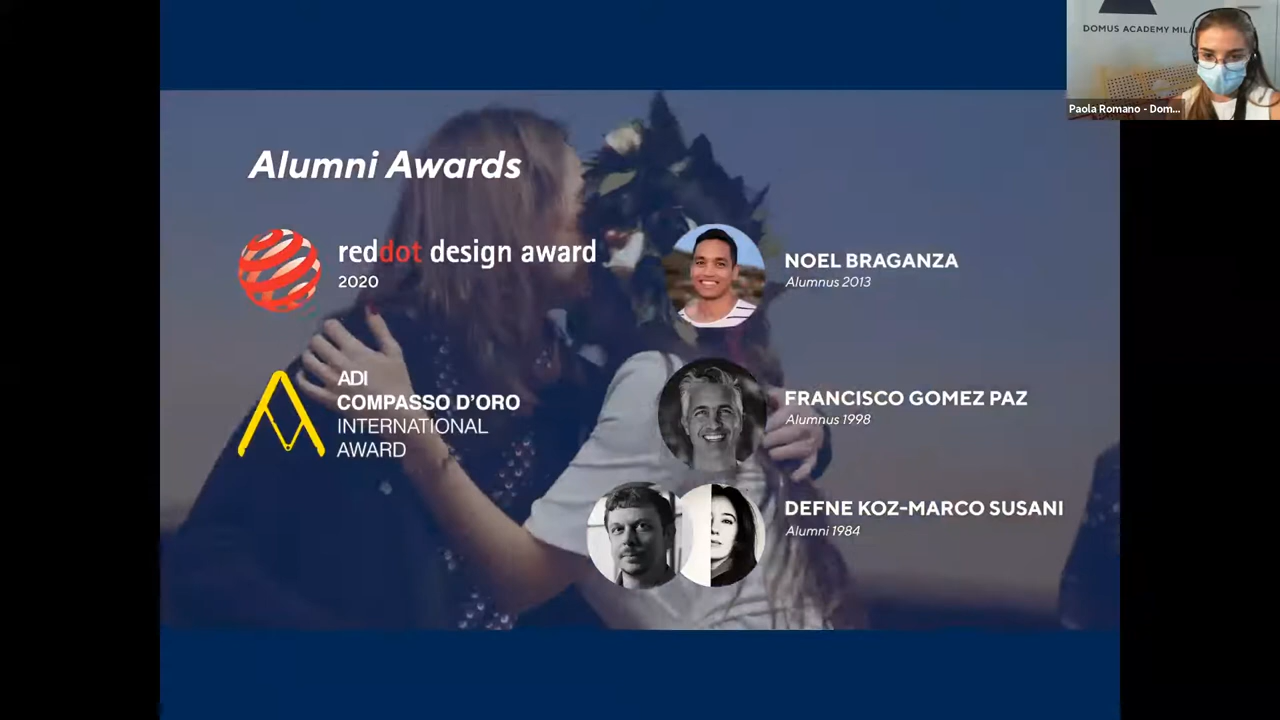 DOMUS ACADEMY MILA
Paola Romano - Dom...
Alumni Awards
reddot design award
2020
NOEL BRAGANZA
Alumnus 2013
ADI
COMPASSO D'ORO
INTERNATIONAL
AWARD
FRANCISCO GOMEZ PAZ
Alumnus 1998
DEFNE KOZ-MARCO SUSANI
Alumni 1984